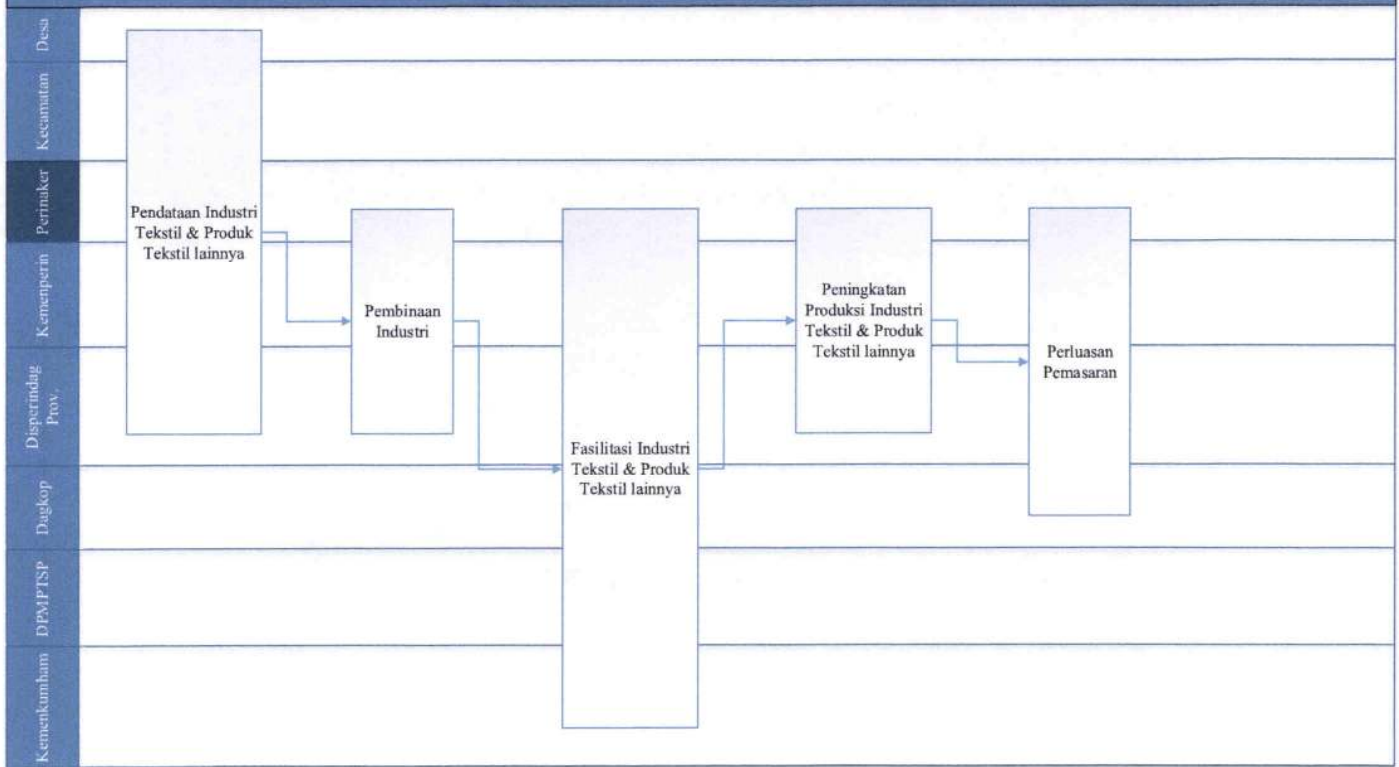 Desa
Kecamatan
Perinaker
Kemenperin
Disperindag
Prov.
Dagkop
DPMPTSP
Kemenkumham
Pendataan Industri
Tekstil & Produk
Tekstil lainnya
Pembinaan
Industri
Fasilitasi Industri
Tekstil & Produk
Tekstil lainnya
Peningkatan
Produksi Industri
Tekstil & Produk
Tekstil lainnya
Perluasan
Pemasaran